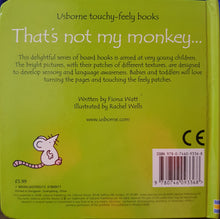 Usborne touchy-feely books
That's not my monkey...
This delightful series of board books is aimed at very young children.
The bright pictures, with their patches of different textures, are designed
to develop sensory and language awareness. Babies and toddlers will love
turning the pages and touching the feely patches.
Written by Fiona Watt
Illustrated by Rachel Wells
www.usborne.com
CE
£5.99